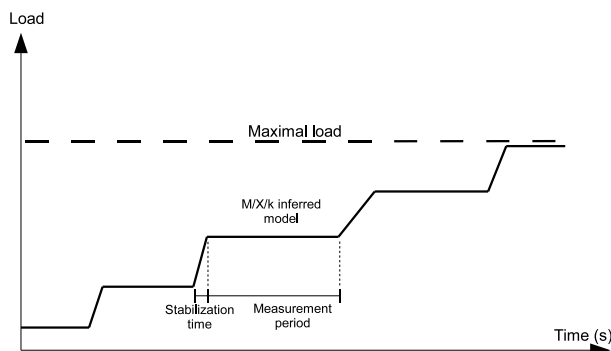 Load
Maximal load
M/X/k inferred
model
Stabilization
time
Measurement
period
Time (s)